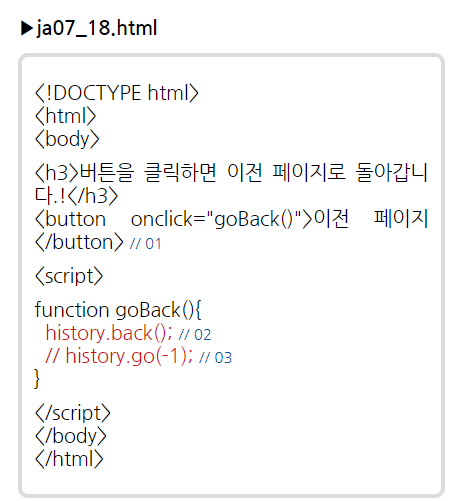 ▶ja07_18.html
<!DOCTYPE html>
<html>
<body>
<h3>버튼을 클릭하면 이전 페이지로 돌아갑니
다.!</h3>
<button onclick="goBack()">이전 페이지
</button> // 01
<script>
function goBack(){
history.back(); // 02
// history.go(-1); // 03
}
</script>
</body>
</html>